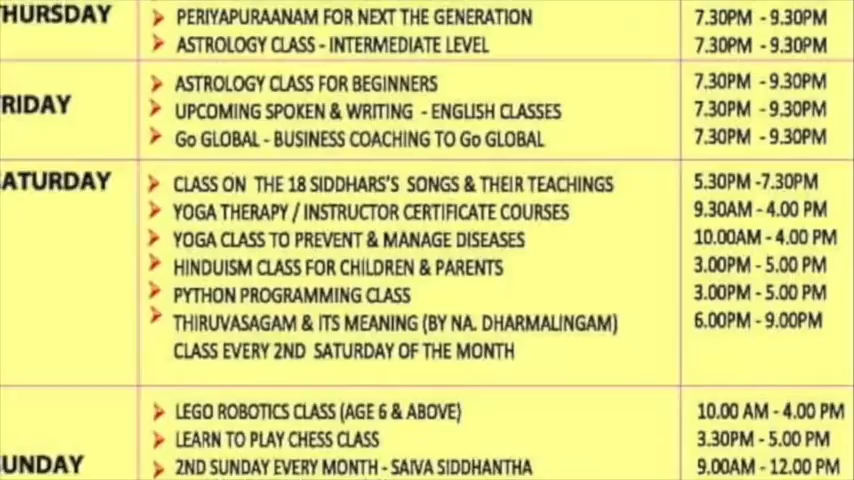 THURSDAY
PERIYAPURAANAM FOR NEXT THE GENERATION 7.30PM - 9.30PM
ASTROLOGY CLASS - INTERMEDIATE LEVEL 7.30PM - 9.30PM
FRIDAY
ASTROLOGY CLASS FOR BEGINNERS 7.30PM - 9.30PM
UPCOMING SPOKEN & WRITING - ENGLISH CLASSES 7.30PM - 9.30PM
Go GLOBAL - BUSINESS COACHING TO Go GLOBAL 7.30PM - 9.30PM
SATURDAY
CLASS ON THE 18 SIDDHARS'S SONGS & THEIR TEACHINGS 5.30PM -7.30PM
YOGA THERAPY / INSTRUCTOR CERTIFICATE COURSES 9.30AM - 4.00 PM
YOGA CLASS TO PREVENT & MANAGE DISEASES 10.00AM - 4.00 PM
HINDUISM CLASS FOR CHILDREN & PARENTS 3.00PM - 5.00 PM
PYTHON PROGRAMMING CLASS 3.00PM - 5.00 PM
THIRUVASAGAM & ITS MEANING (BY NA. DHARMALINGAM) 6.00PM - 9.00PM
CLASS EVERY 2ND SATURDAY OF THE MONTH
SUNDAY
LEGO ROBOTICS CLASS (AGE 6 & ABOVE) 10.00 AM - 4.00 PM
LEARN TO PLAY CHESS CLASS 3.30PM - 5.00 PM
2ND SUNDAY EVERY MONTH - SAIVA SIDDHANTHA 9.00AM - 12.00 PM